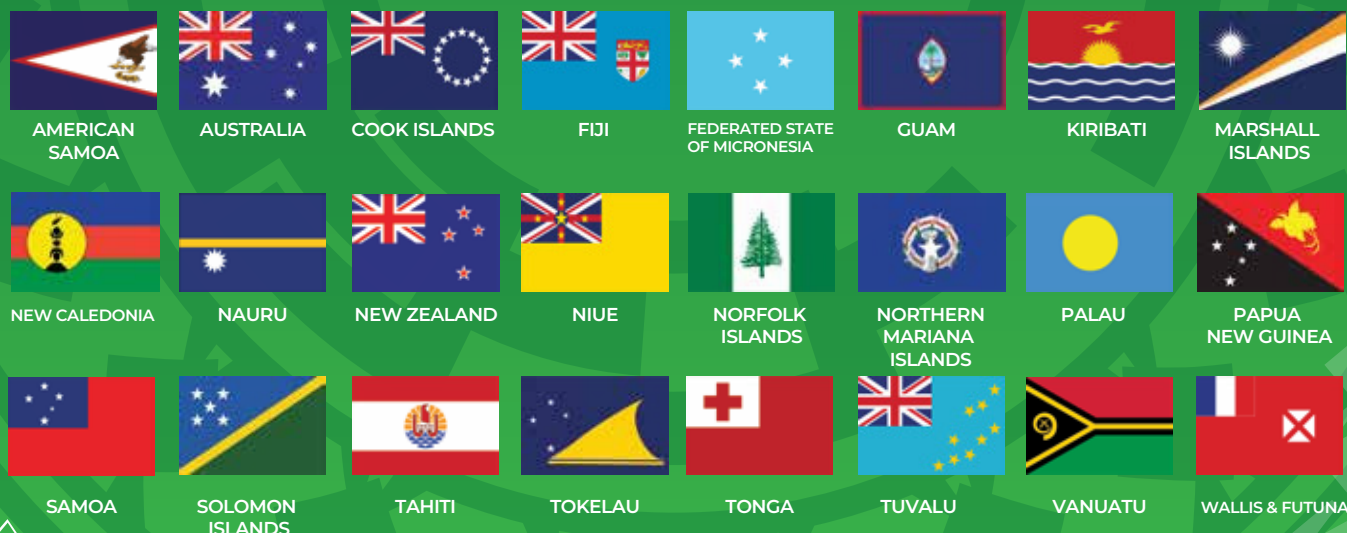 AMERICAN
SAMOA
AUSTRALIA
COOK ISLANDS
FIJI
FEDERATED STATE
OF MICRONESIA
GUAM
KIRIBATI
MARSHALL
ISLANDS
NEW CALEDONIA
NAURU
NEW ZEALAND
NIUE
NORFOLK
ISLANDS
NORTHERN
MARIANA
ISLANDS
PALAU
PAPUA
NEW GUINEA
SAMOA
SOLOMON
ISLANDS
TAHITI
TOKELAU
TONGA
TUVALU
VANUATU
WALLIS & FUTUNA